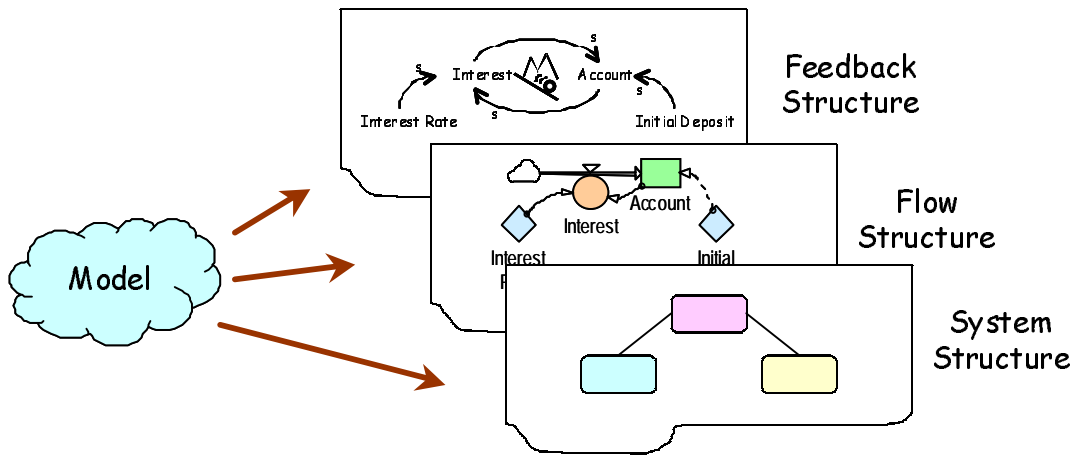 Feedback
Structure
s
s
Interest
Account
s
s
Interest Rate
Initial Deposit
Flow
Structure
Account
Interest
Interest
Initial
Model
System
Structure